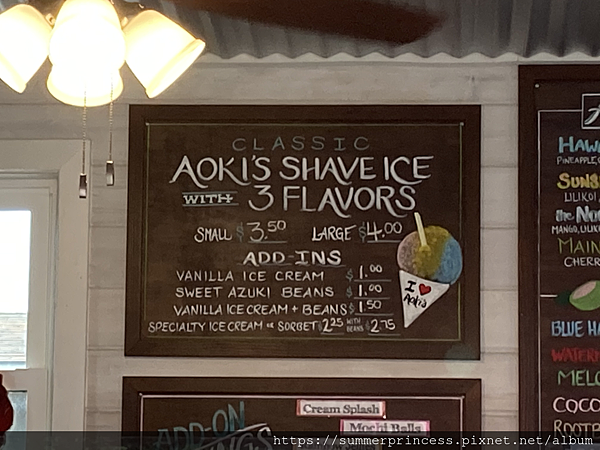 CLASSIC
AOKI'S SHAVE ICE
WITH 3 FLAVORS
SMALL $3.50 LARGE $4.00
ADD-INS
VANILLA ICE CREAM $1.00
SWEET AZUKI BEANS $1.00
VANILLA ICE CREAM + BEANS $1.50
SPECIALTY ICE CREAM or SORBET $2.25 WITH BEANS $2.75
I ❤ Aoki's
ADD-ON
Cream Splash
Mochi Balls
HAW
PINEAPPLE,
SUNS
LILIKOI,
the No
MANGO, LILIK
MAIN
CHERR
BLUE HA
WATERM
MELO
COCO
ROOTB
https://summerprincess.pixnet.net/album